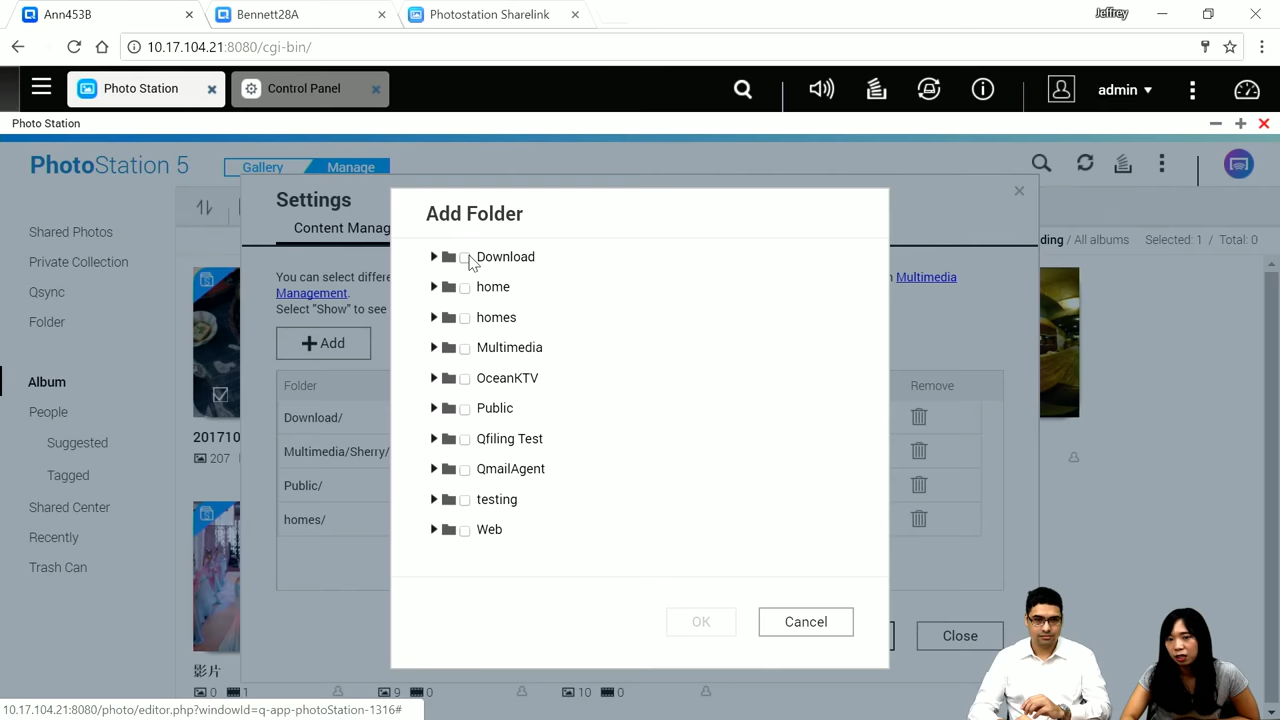 Ann453B
Bennett28A
Photostation Sharelink
Jeffrey
10.17.104.21:8080/cgi-bin/
Photo Station
Control Panel
admin
Photo Station
PhotoStation 5
Gallery
Manage
Settings
Content Manag
Add Folder
Shared Photos
Private Collection
Qsync
Folder
Album
People
Suggested
Tagged
Shared Center
Recently
Trash Can
ding / All albums Selected: 1 / Total: 0
You can select differe
n Multimedia
Management.
Select "Show" to see
Add
Folder
Remove
Download/
Multimedia/Sherry/
Public/
homes/
Download
home
homes
Multimedia
OceanKTV
Public
Qfiling Test
QmailAgent
testing
Web
OK
Cancel
Close
201710
207
影片
0 1
9 0
10 0
10.17.104.21:8080/photo/editor.php?windowId=q-app-photoStation-1316#